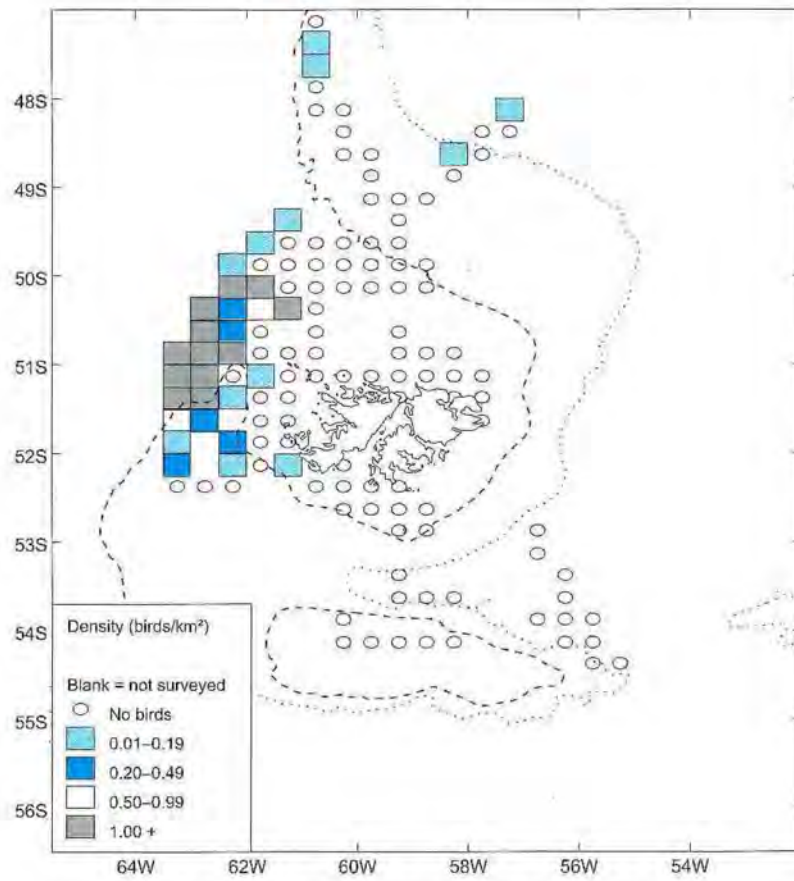 48S
49S
50S
51S
52S
53S
54S
55S
56S
Density (birds/km²)
Blank = not surveyed
No birds
0.01–0.19
0.20–0.49
0.50–0.99
1.00 +
64W 62W 60W 58W 56W 54W